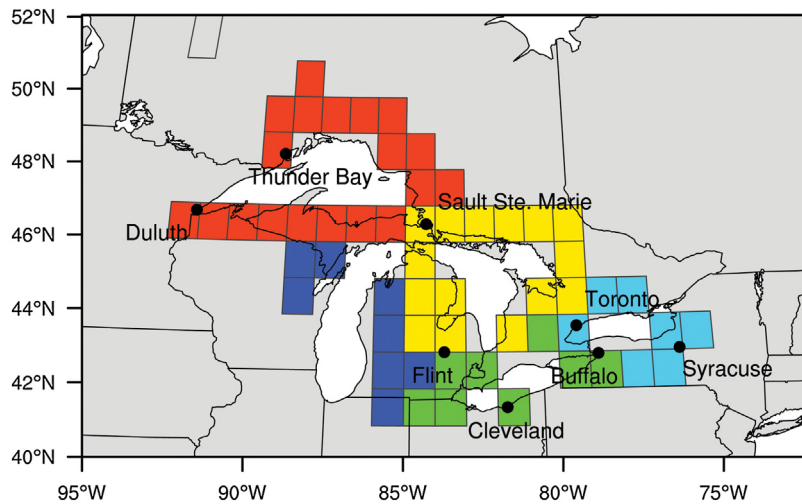 52°N
50°N
48°N
46°N
44°N
42°N
40°N
Thunder Bay
Sault Ste. Marie
Duluth
Toronto
Flint
Buffalo
Syracuse
Cleveland
95°W
90°W
85°W
80°W
75°W